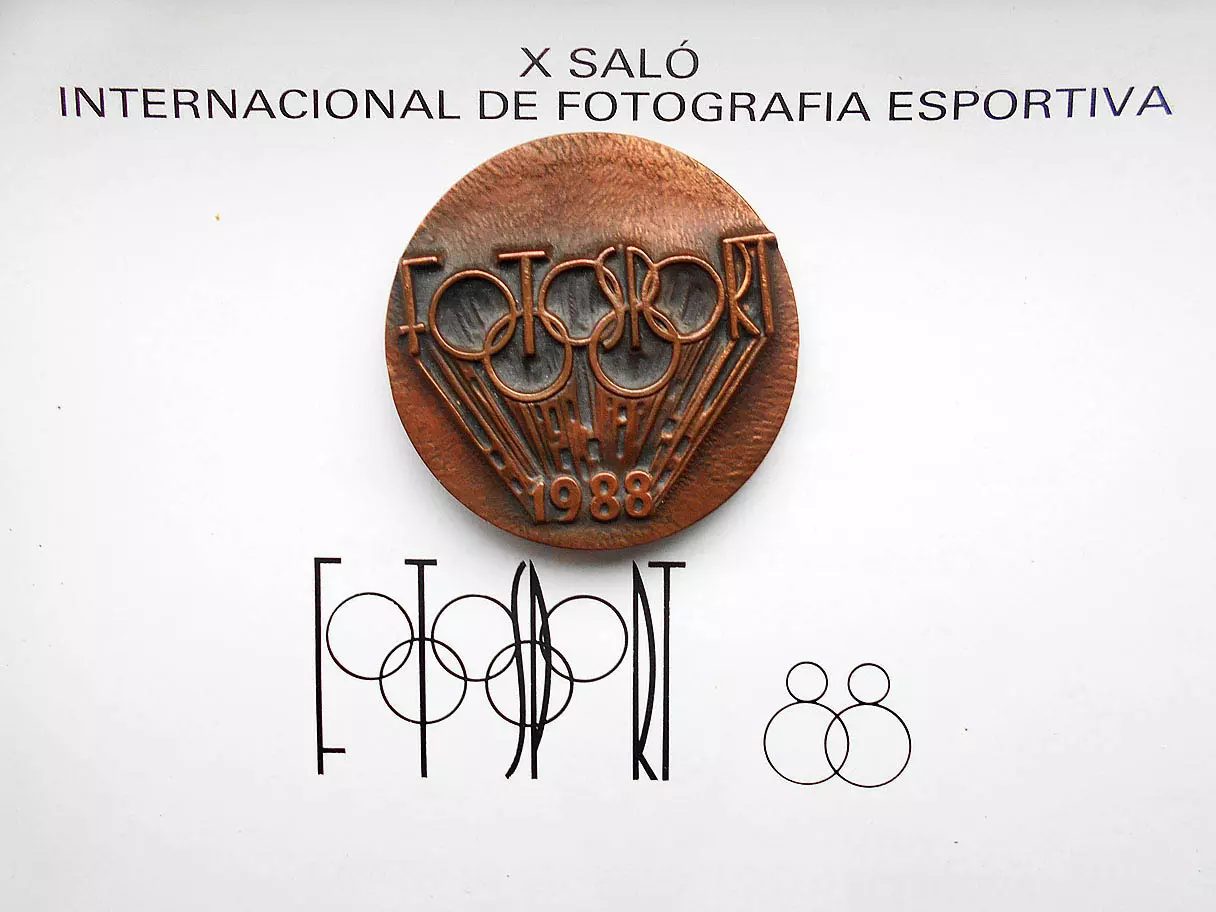 X SALÓ
INTERNACIONAL DE FOTOGRAFIA ESPORTIVA
FOTOSPORT
1988
FOTOSPORT 88